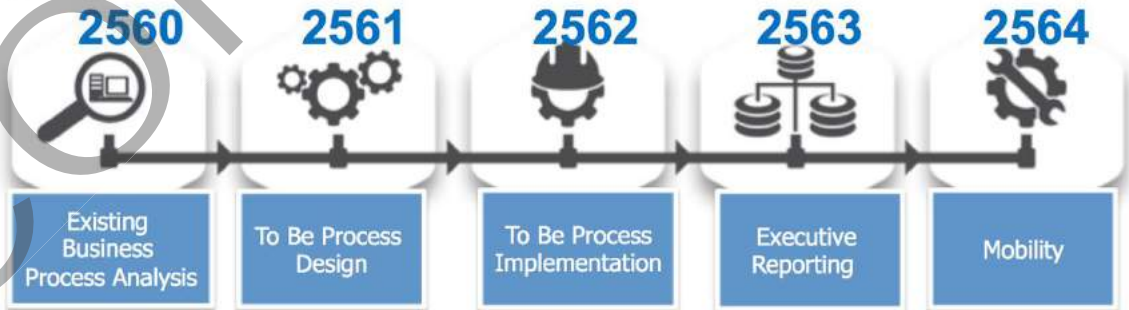 2560
2561
2562
2563
2564
Existing
Business
Process Analysis
To Be Process
Design
To Be Process
Implementation
Executive
Reporting
Mobility